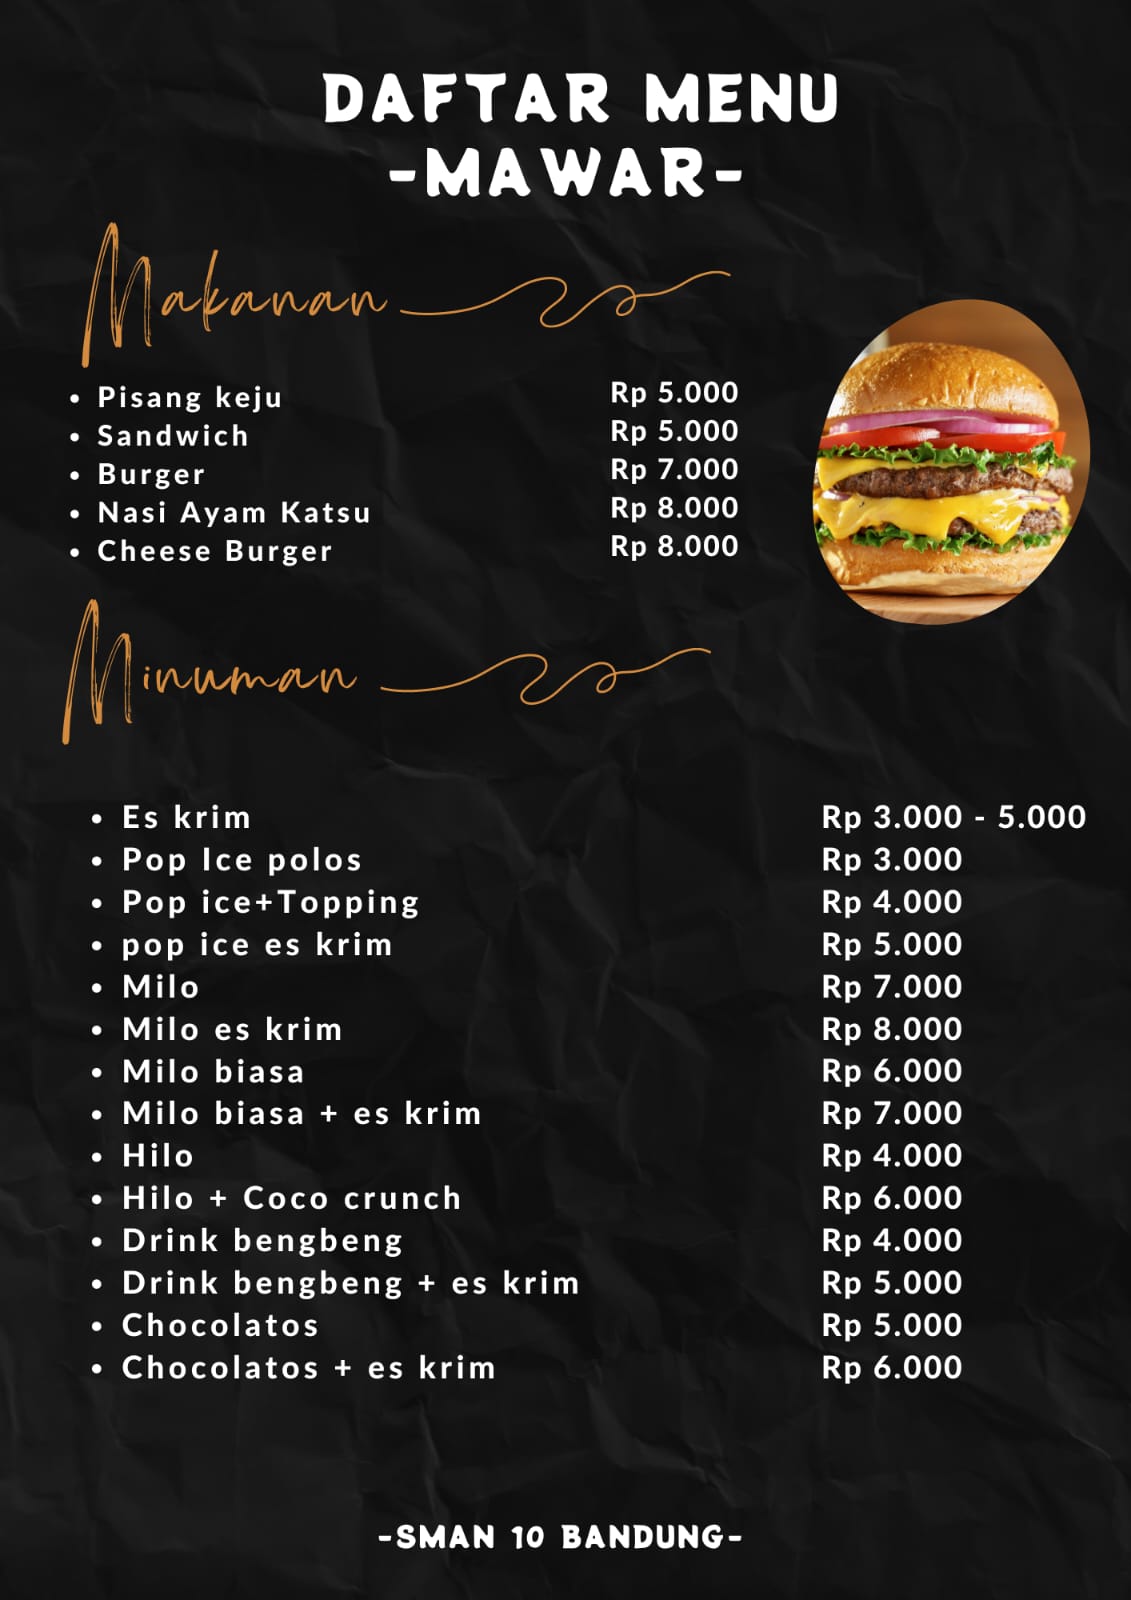 DAFTAR MENU
-MAWAR-
Makanan
• Pisang keju Rp 5.000
• Sandwich Rp 5.000
• Burger Rp 7.000
• Nasi Ayam Katsu Rp 8.000
• Cheese Burger Rp 8.000
Minuman
• Es krim Rp 3.000 - 5.000
• Pop Ice polos Rp 3.000
• Pop ice+Topping Rp 4.000
• pop ice es krim Rp 5.000
• Milo Rp 7.000
• Milo es krim Rp 8.000
• Milo biasa Rp 6.000
• Milo biasa + es krim Rp 7.000
• Hilo Rp 4.000
• Hilo + Coco crunch Rp 6.000
• Drink bengbeng Rp 4.000
• Drink bengbeng + es krim Rp 5.000
• Chocolatos Rp 5.000
• Chocolatos + es krim Rp 6.000
-SMAN 10 BANDUNG-